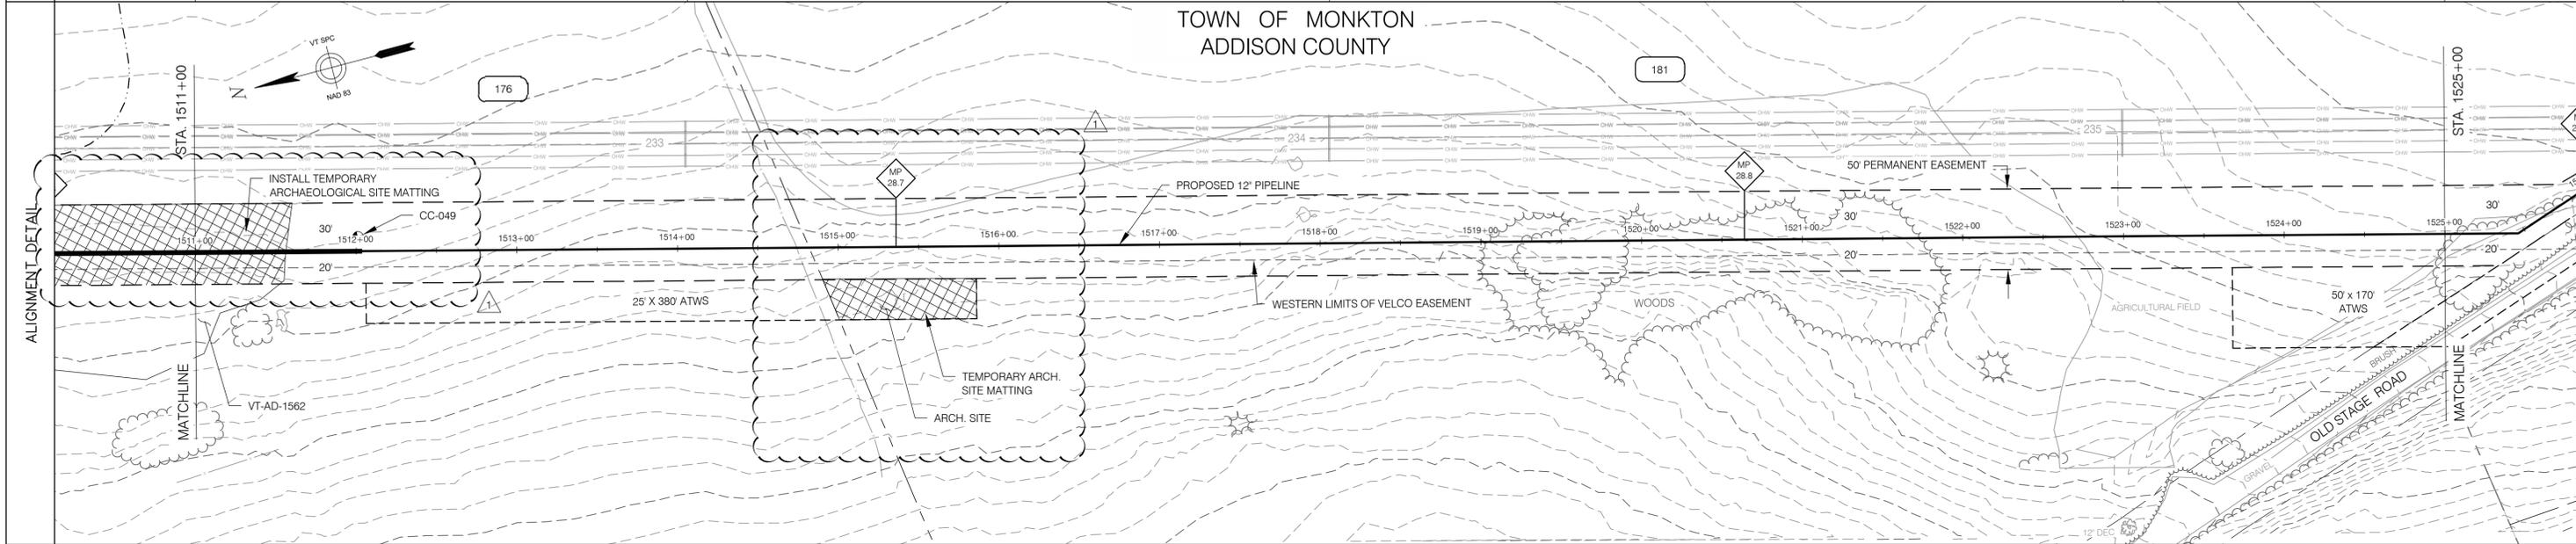 TOWN OF MONKTON
ADDISON COUNTY
VT SPC
N
NAD 83
176
181
STA. 1511+00
STA. 1525+00
OHW
233
234
235
1
INSTALL TEMPORARY
ARCHAEOLOGICAL SITE MATTING
CC-049
MP
28.7
PROPOSED 12" PIPELINE
MP
28.8
50' PERMANENT EASEMENT
ALIGNMENT DETAIL
30'
30'
30'
1511+00
1512+00
1513+00
1514+00
1515+00
1516+00
1517+00
1518+00
1519+00
1520+00
1521+00
1522+00
1523+00
1524+00
1525+00
20'
20'
20'
1
25' X 380' ATWS
WESTERN LIMITS OF VELCO EASEMENT
WOODS
AGRICULTURAL FIELD
50' x 170'
ATWS
TEMPORARY ARCH.
SITE MATTING
ARCH. SITE
VT-AD-1562
MATCHLINE
MATCHLINE
BRUSH
OLD STAGE ROAD
GRAVEL
12" DEC